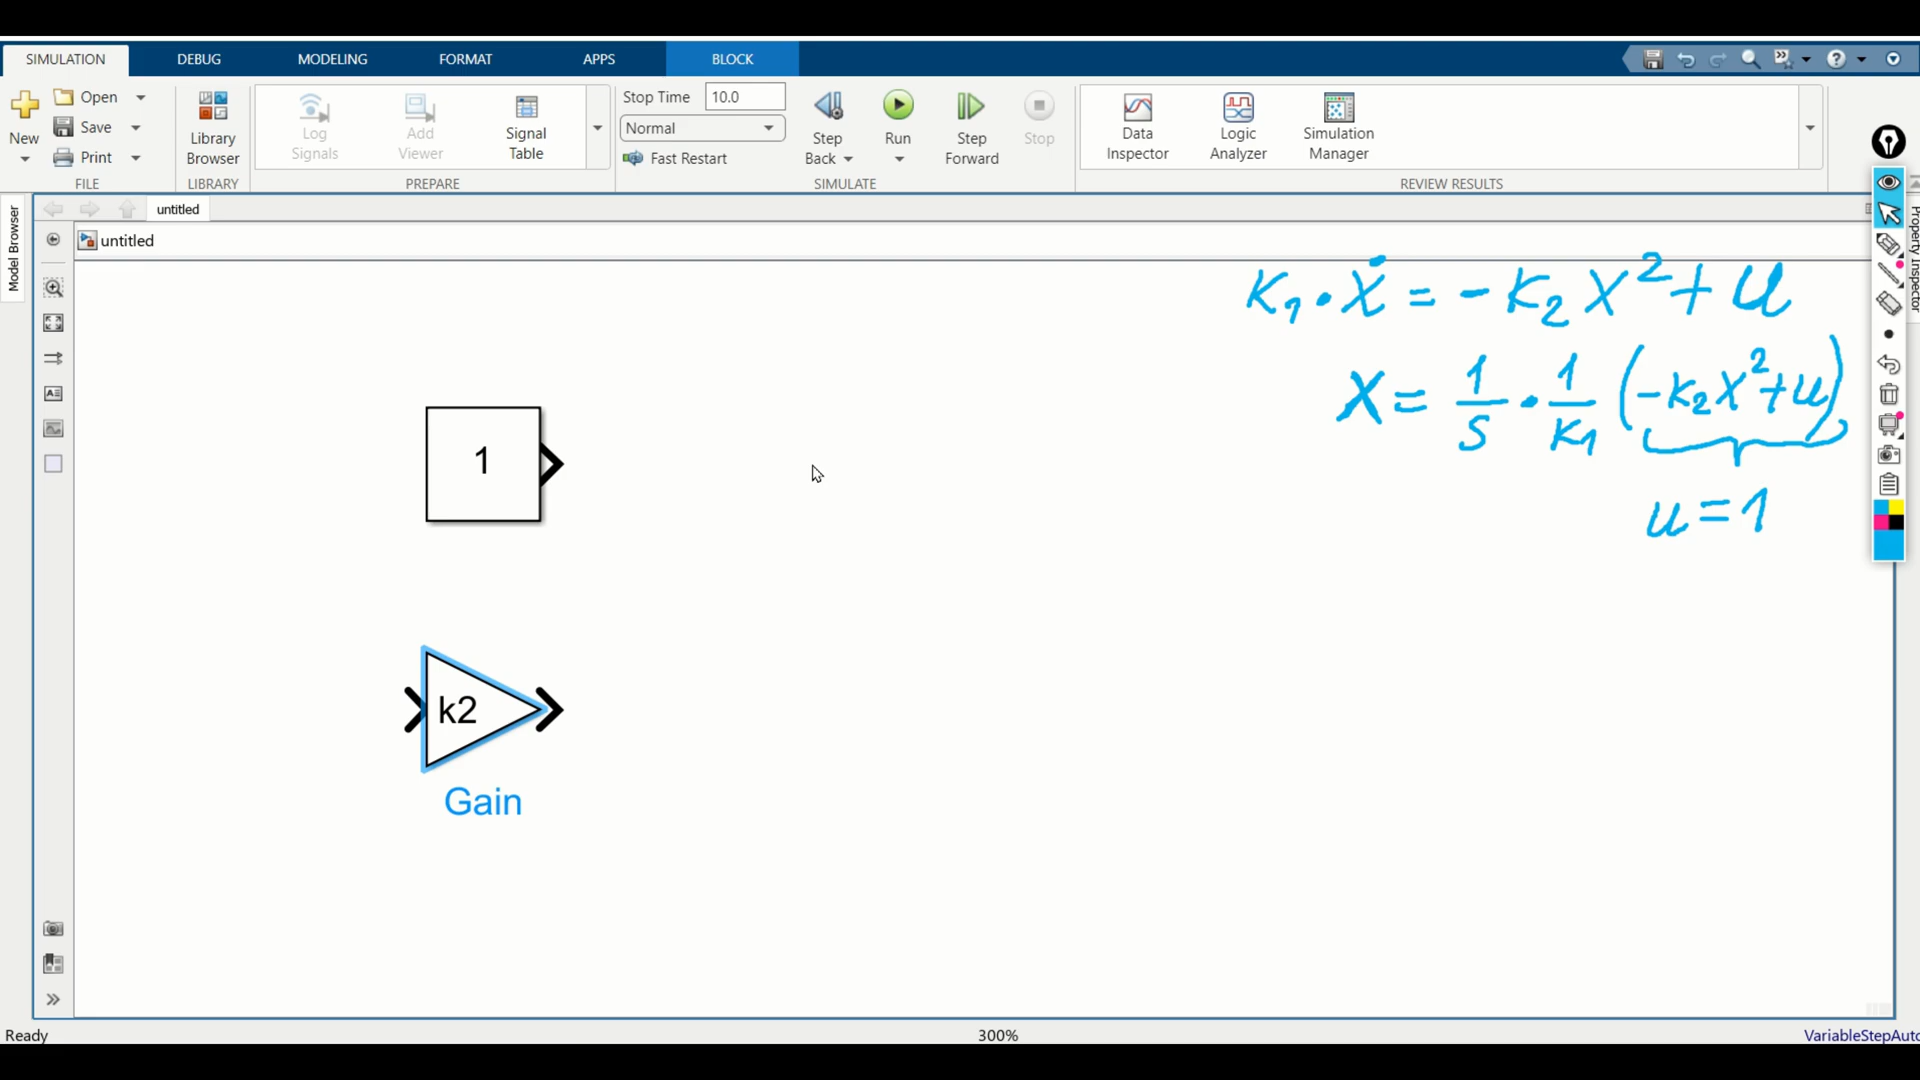 SIMULATION DEBUG MODELING FORMAT APPS BLOCK
New
Open
Save
Print
FILE
Library Browser
LIBRARY
Log Signals
Add Viewer
Signal Table
PREPARE
Stop Time 10.0
Normal
Fast Restart
Step Back
Run
Step Forward
Stop
SIMULATE
Data Inspector
Logic Analyzer
Simulation Manager
REVIEW RESULTS
Model Browser
Property Inspector
untitled
untitled
K₁ · ẋ = - K₂ X² + U
X = 1/S · 1/K1 (-K₂X²+U)
u = 1
1
k2
Gain
Ready 300% VariableStepAuto